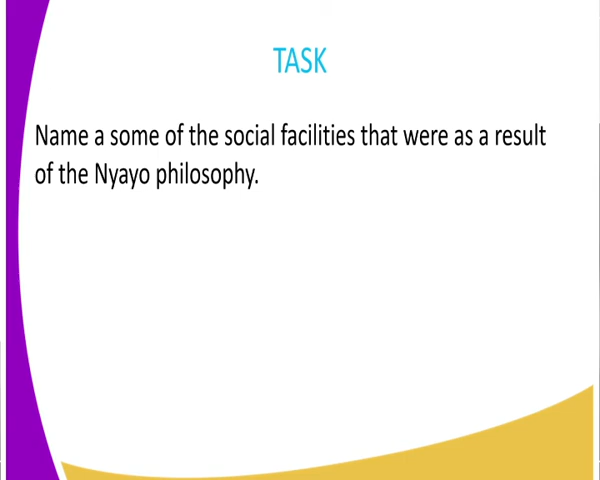 TASK
Name a some of the social facilities that were as a result
of the Nyayo philosophy.